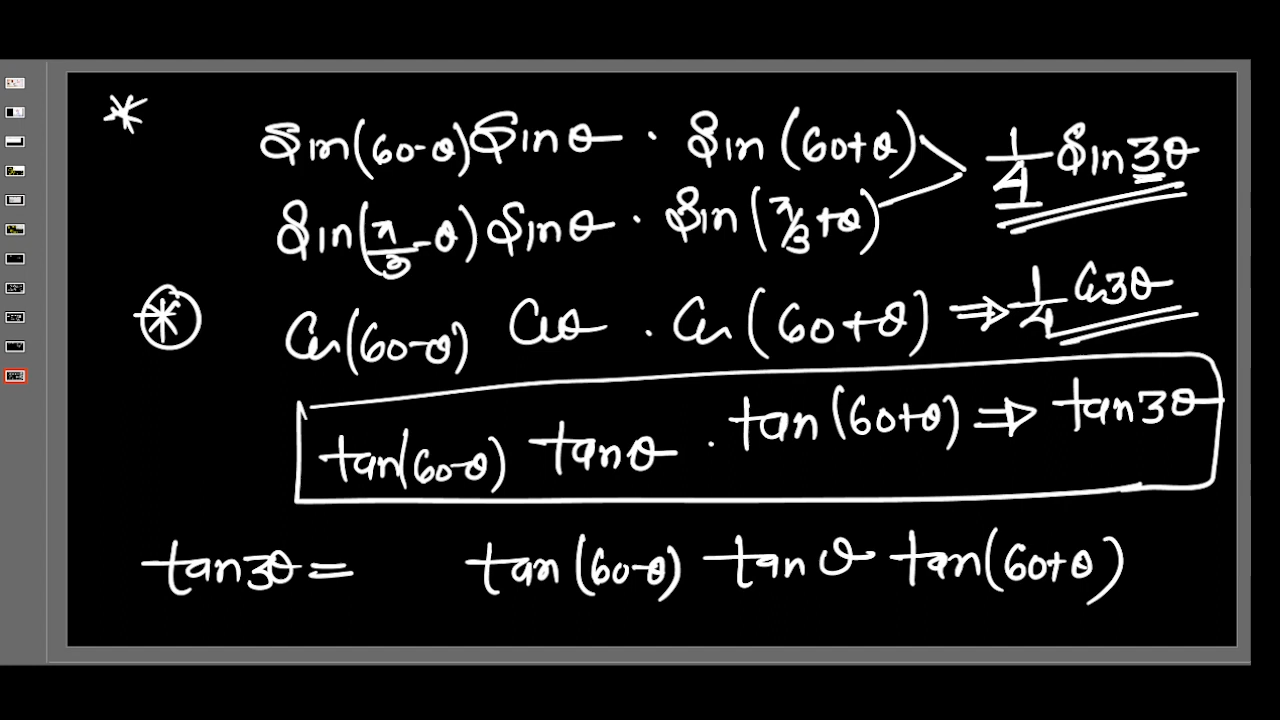 * Sin(60-θ) Sinθ · Sin(60+θ) 1/4 Sin3θ
Sin(π/3-θ) Sinθ · Sin(π/3+θ)
* Cos(60-θ) Cosθ · Cos(60+θ) ⇒ 1/4 Cos3θ
tan(60-θ) tanθ · tan(60+θ) ⇒ tan3θ
tan3θ = tan(60-θ) tanθ tan(60+θ)